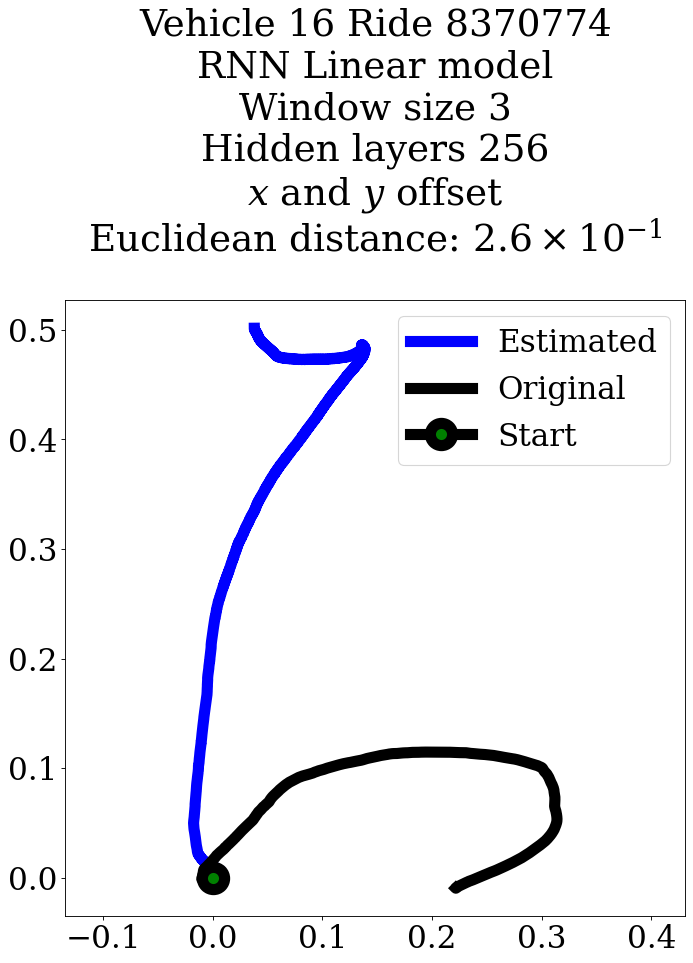 Vehicle 16 Ride 8370774
RNN Linear model
Window size 3
Hidden layers 256
x and y offset
Euclidean distance: 2.6 × 10⁻¹
Estimated
Original
Start
0.5
0.4
0.3
0.2
0.1
0.0
−0.1 0.0 0.1 0.2 0.3 0.4